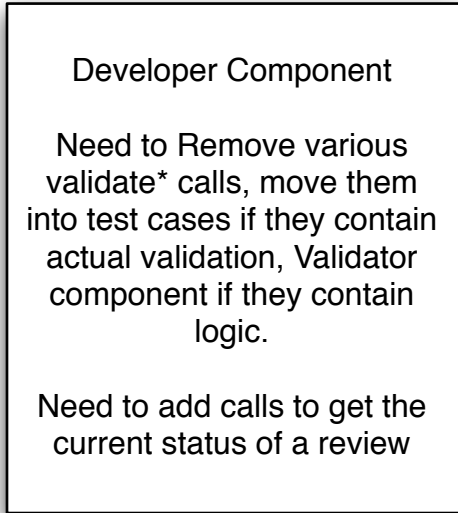 Developer Component
Need to Remove various
validate* calls, move them
into test cases if they contain
actual validation, Validator
component if they contain
logic.
Need to add calls to get the
current status of a review